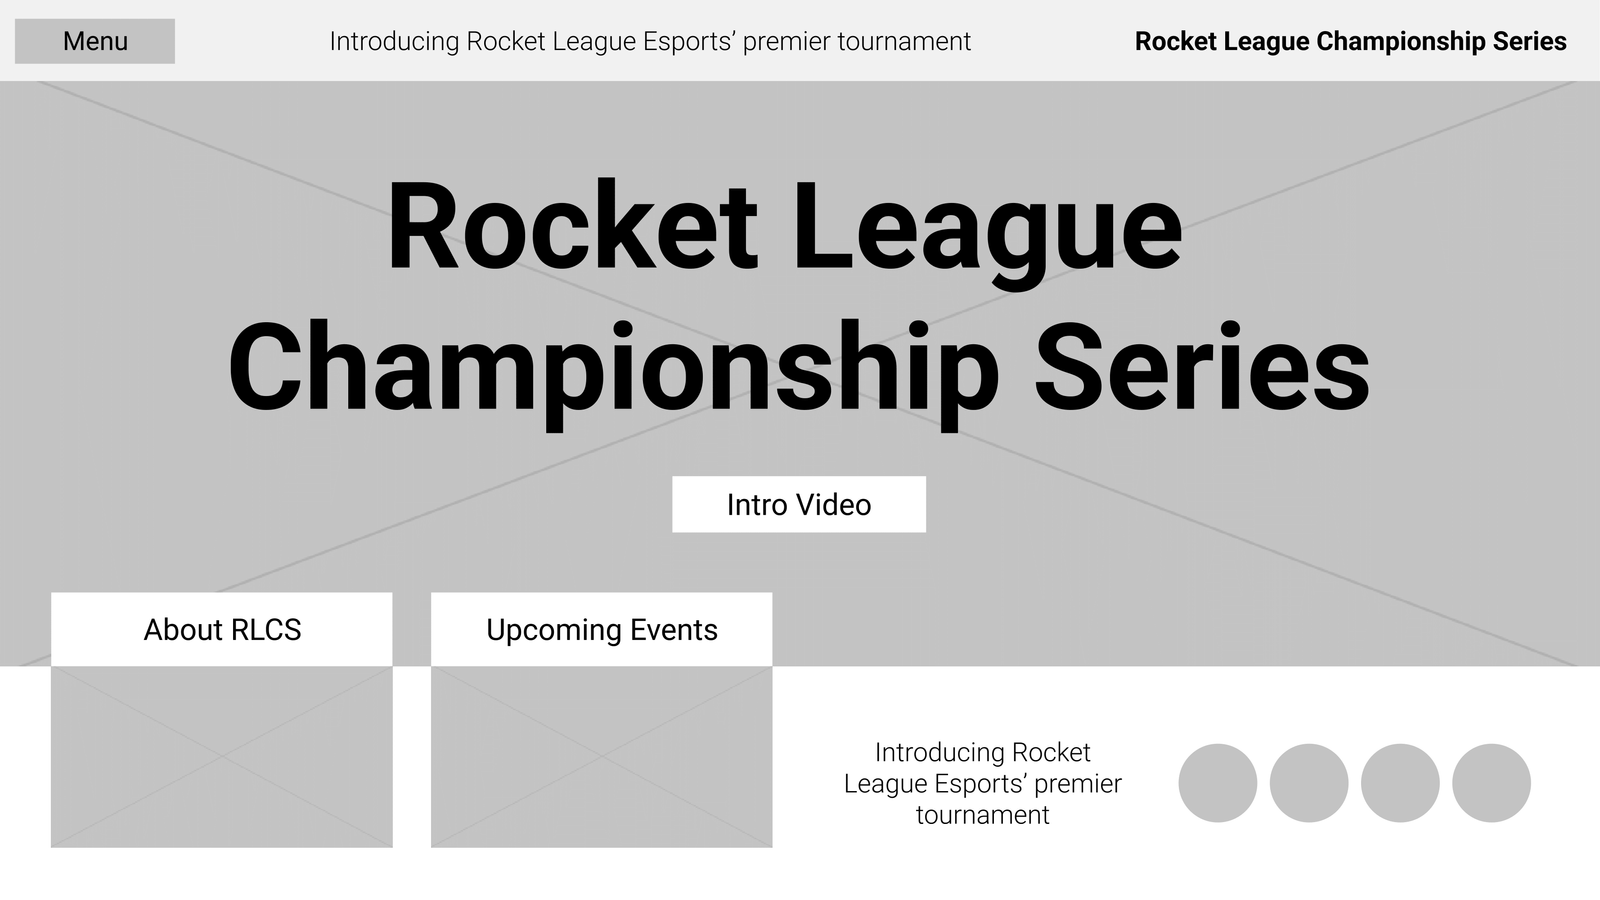 Menu
Introducing Rocket League Esports’ premier tournament
Rocket League Championship Series
Rocket League
Championship Series
Intro Video
About RLCS
Upcoming Events
Introducing Rocket
League Esports’ premier
tournament